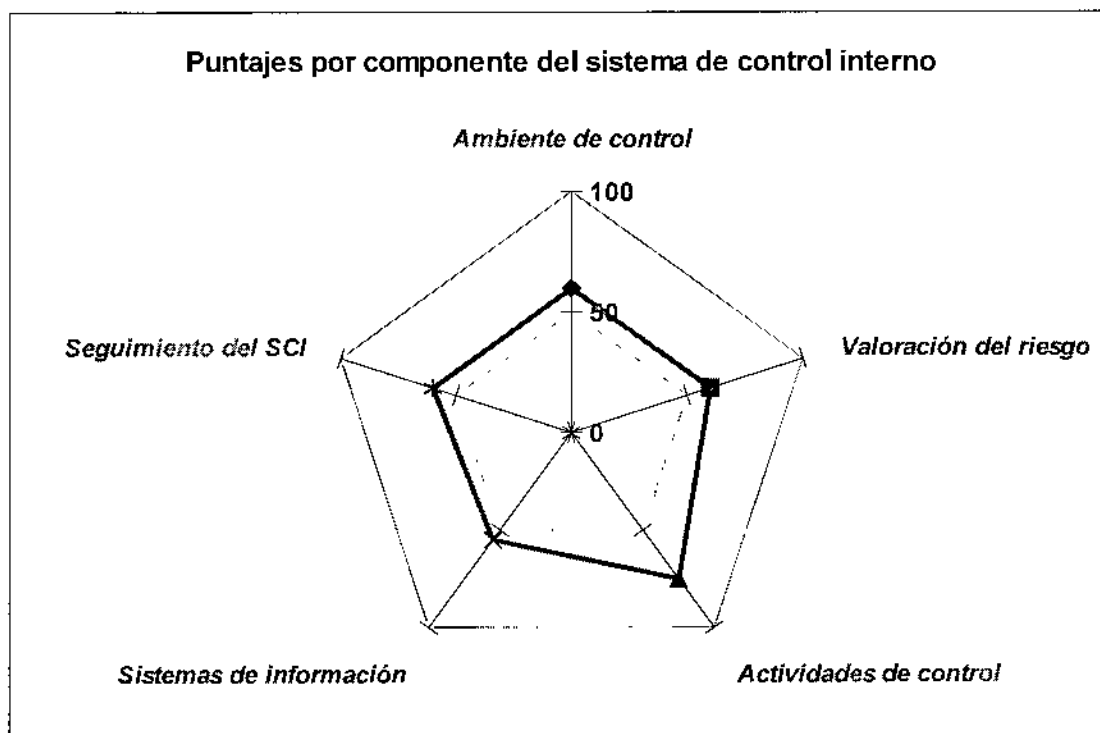 Puntajes por componente del sistema de control interno
Ambiente de control
100
50
Seguimiento del SCI
Valoración del riesgo
0
Sistemas de información
Actividades de control